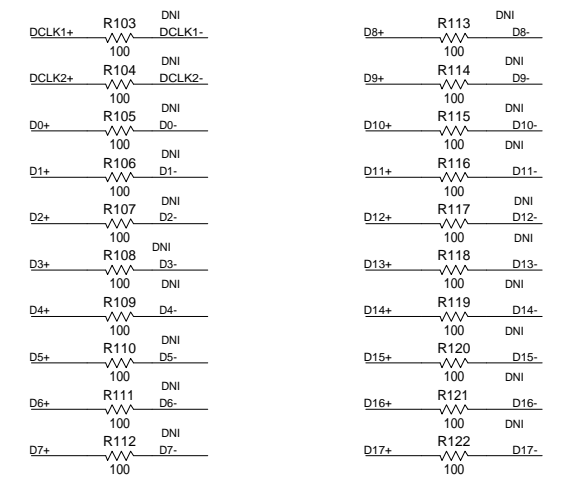 R103 DNI
DCLK1+ DCLK1-
100
R104 DNI
DCLK2+ DCLK2-
100
R105 DNI
D0+ D0-
100
R106 DNI
D1+ D1-
100
R107 DNI
D2+ D2-
100
R108 DNI
D3+ D3-
100
R109 DNI
D4+ D4-
100
R110 DNI
D5+ D5-
100
R111 DNI
D6+ D6-
100
R112 DNI
D7+ D7-
100
R113 DNI
D8+ D8-
100
R114 DNI
D9+ D9-
100
R115 DNI
D10+ D10-
100
R116 DNI
D11+ D11-
100
R117 DNI
D12+ D12-
100
R118 DNI
D13+ D13-
100
R119 DNI
D14+ D14-
100
R120 DNI
D15+ D15-
100
R121 DNI
D16+ D16-
100
R122 DNI
D17+ D17-
100